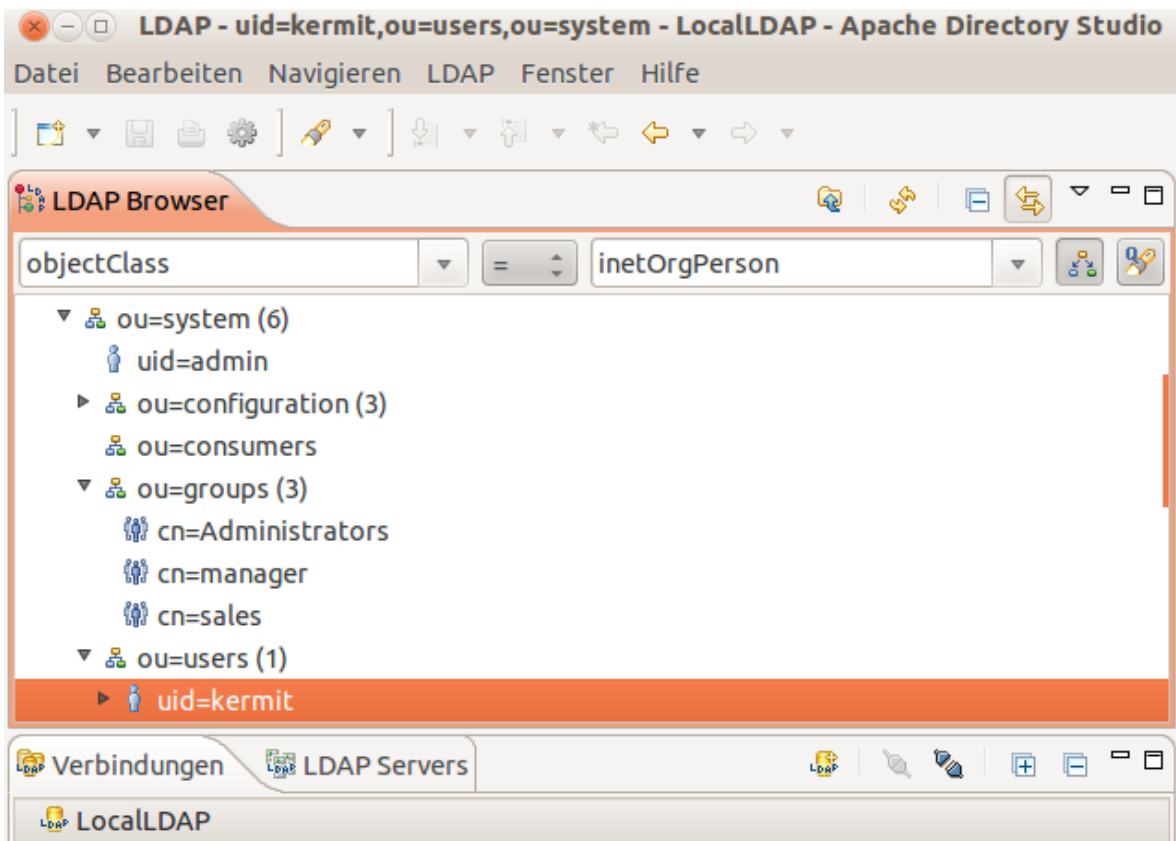 LDAP - uid=kermit,ou=users,ou=system - LocalLDAP - Apache Directory Studio
Datei Bearbeiten Navigieren LDAP Fenster Hilfe
LDAP Browser
objectClass = inetOrgPerson
ou=system (6)
uid=admin
ou=configuration (3)
ou=consumers
ou=groups (3)
cn=Administrators
cn=manager
cn=sales
ou=users (1)
uid=kermit
Verbindungen LDAP Servers
LocalLDAP